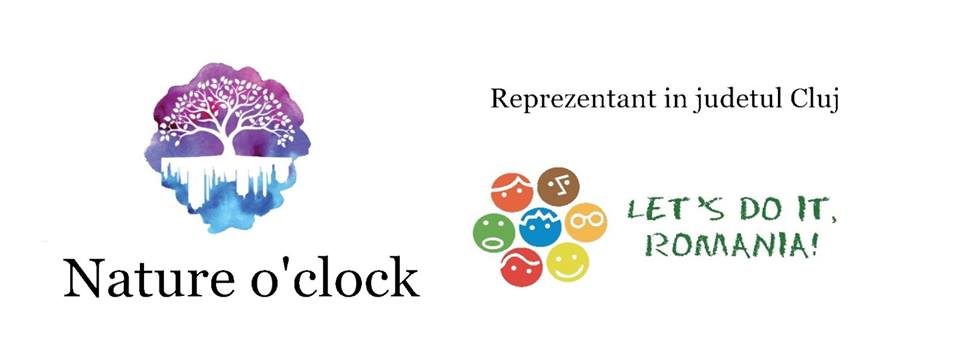 Reprezentant in judetul Cluj
LET'S DO IT,
ROMANIA!
Nature o'clock